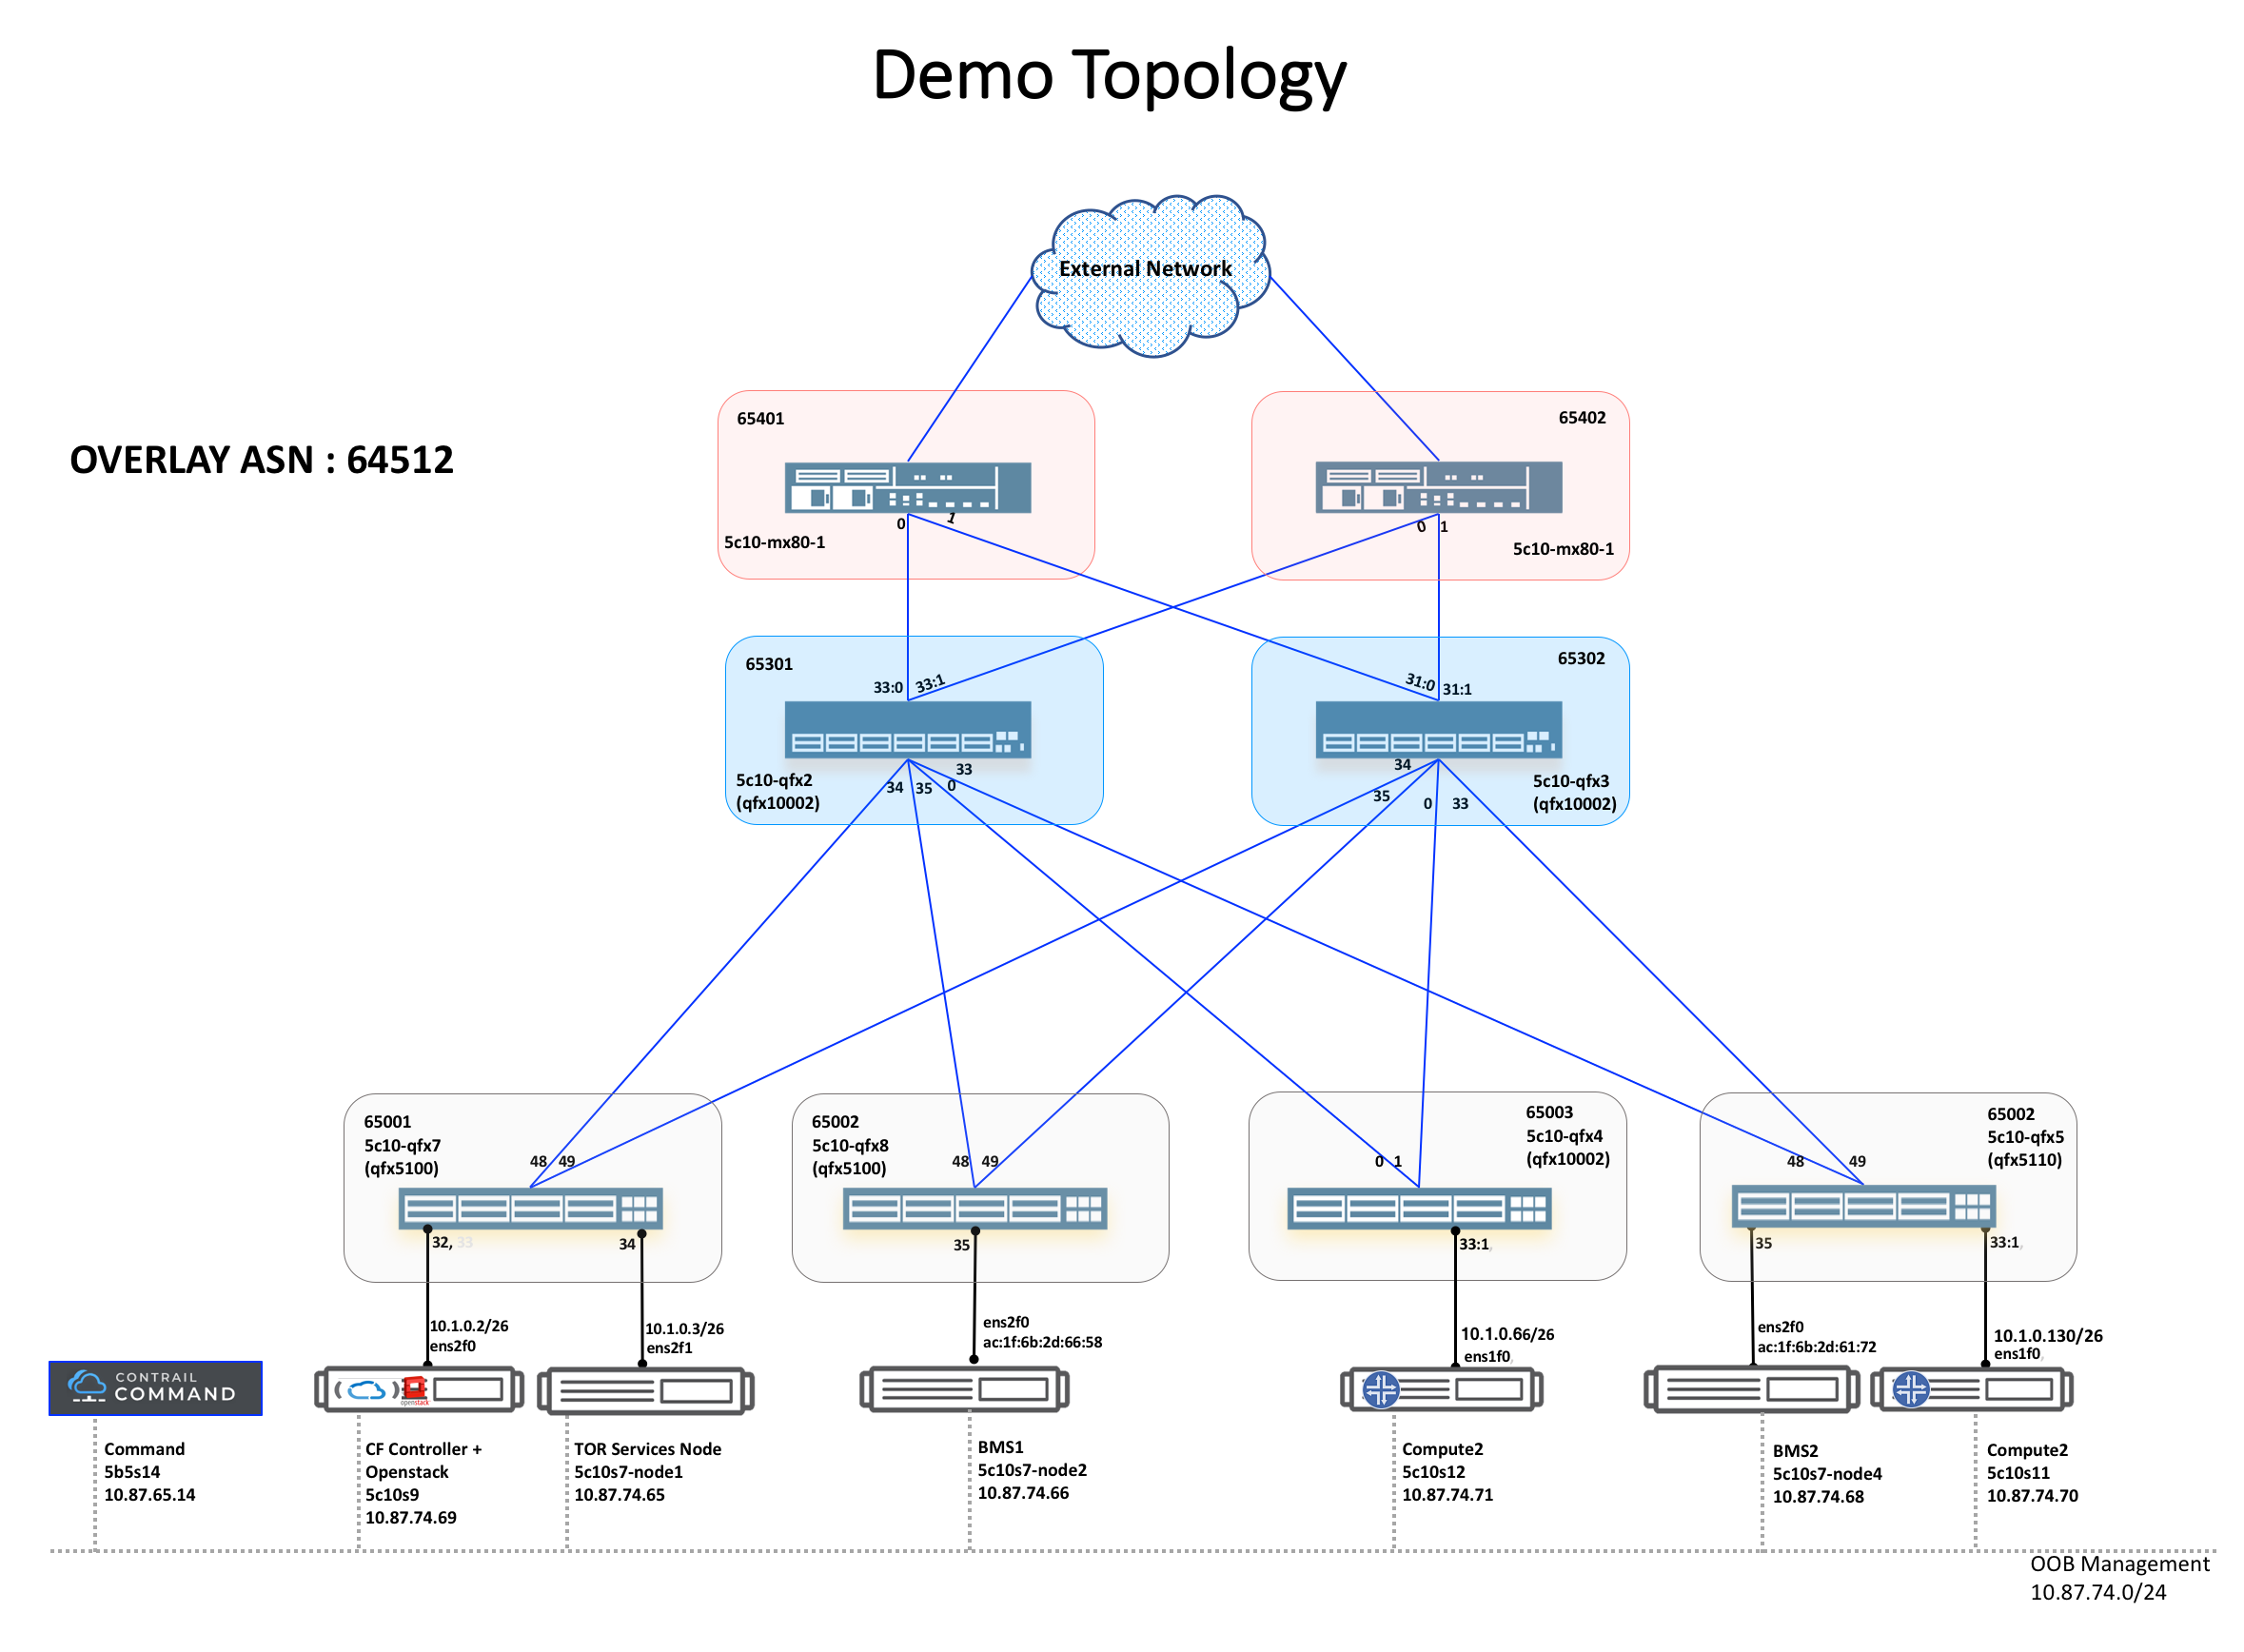 Demo Topology
External Network
65401
65402
OVERLAY ASN : 64512
0
1
5c10-mx80-1
0
1
5c10-mx80-1
65301
65302
33:0
33:1
31:0
31:1
33
34
35
0
5c10-qfx2
(qfx10002)
34
35
0
33
5c10-qfx3
(qfx10002)
65001
5c10-qfx7
(qfx5100)
48
49
65002
5c10-qfx8
(qfx5100)
48
49
65003
5c10-qfx4
(qfx10002)
0
1
65002
5c10-qfx5
(qfx5110)
48
49
32, 33
34
35
33:1,
35
33:1,
10.1.0.2/26
ens2f0
10.1.0.3/26
ens2f1
ens2f0
ac:1f:6b:2d:66:58
10.1.0.66/26
ens1f0,
ens2f0
ac:1f:6b:2d:61:72
10.1.0.130/26
ens1f0
CONTRAIL
COMMAND
openstack
Command
5b5s14
10.87.65.14
CF Controller +
Openstack
5c10s9
10.87.74.69
TOR Services Node
5c10s7-node1
10.87.74.65
BMS1
5c10s7-node2
10.87.74.66
Compute2
5c10s12
10.87.74.71
BMS2
5c10s7-node4
10.87.74.68
Compute2
5c10s11
10.87.74.70
OOB Management
10.87.74.0/24